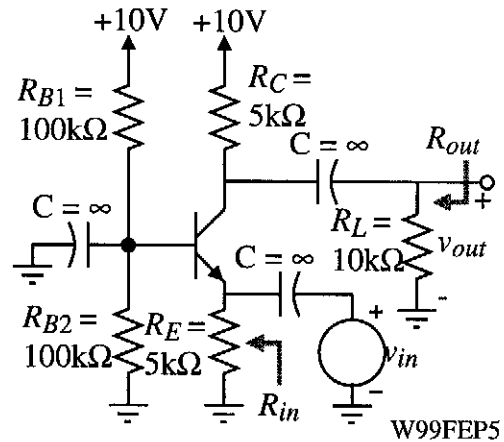 +10V +10V
R_B1 =
100kΩ
R_C =
5kΩ
C = ∞
R_out
C = ∞
+
R_L =
10kΩ
v_out
-
C = ∞
R_B2 =
100kΩ
R_E =
5kΩ
+
v_in
-
R_in
W99FEP5